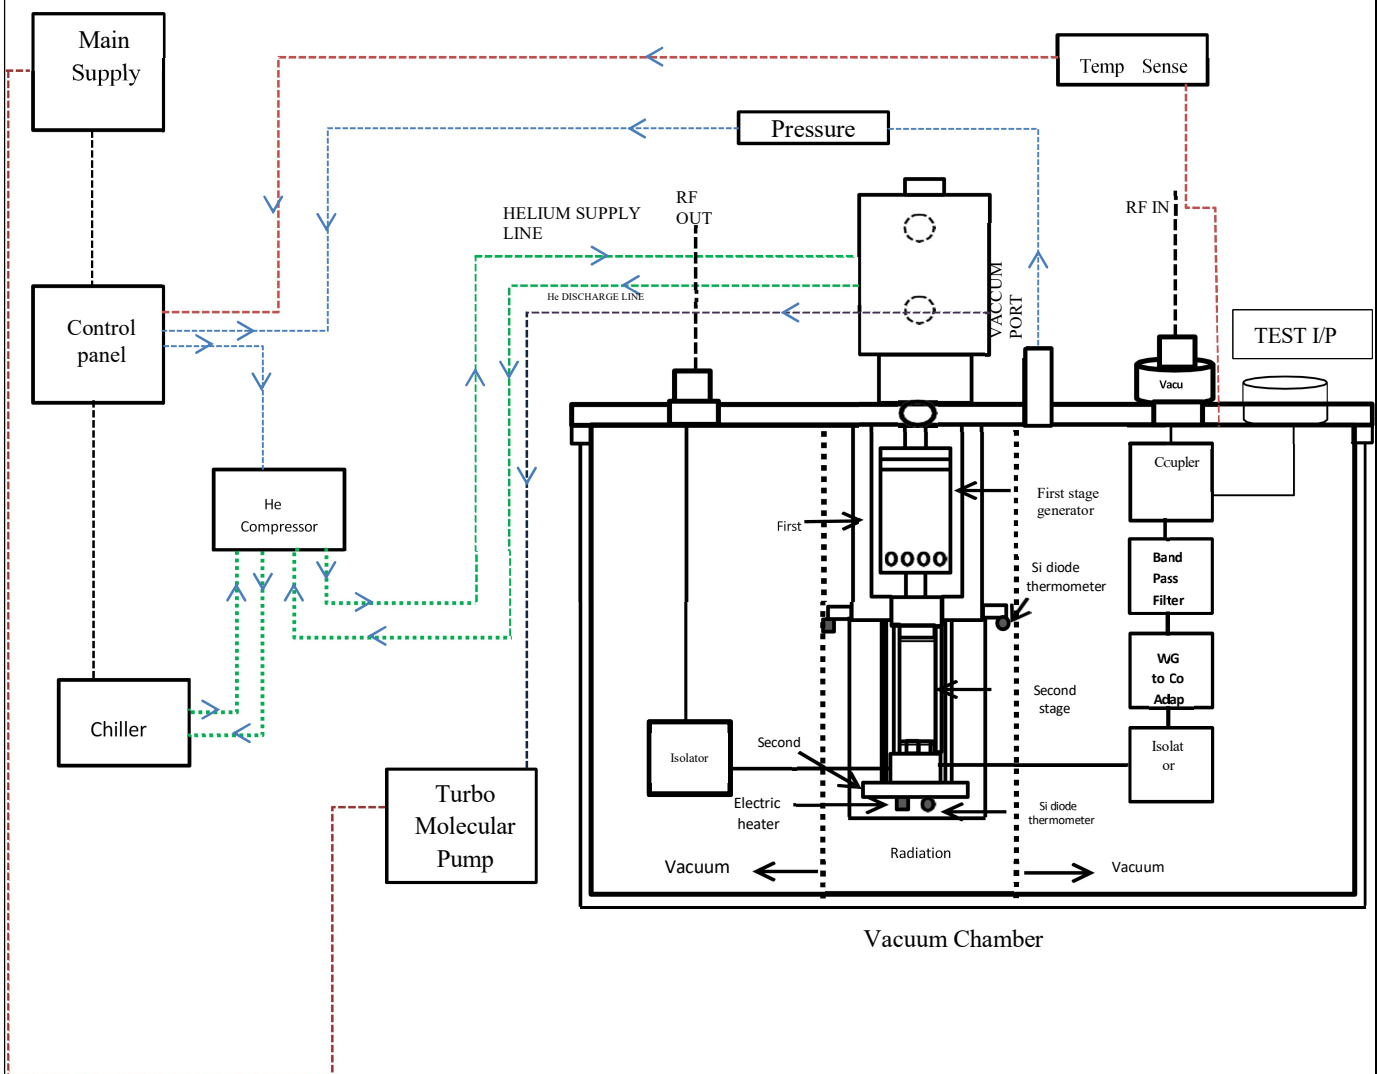 Main
Supply
Temp Sense
Pressure
RF
OUT
HELIUM SUPPLY
LINE
RF IN
He DISCHARGE LINE
VACCUM
PORT
Control
panel
TEST I/P
Vacu
Coupler
First stage
generator
First
He
Compressor
Band
Pass
Filter
Si diode
thermometer
WG
to Co
Adap
Second
stage
Chiller
Isolator
Second
Isolat
or
Electric
heater
Si diode
thermometer
Turbo
Molecular
Pump
Radiation
Vacuum
Vacuum
Vacuum Chamber